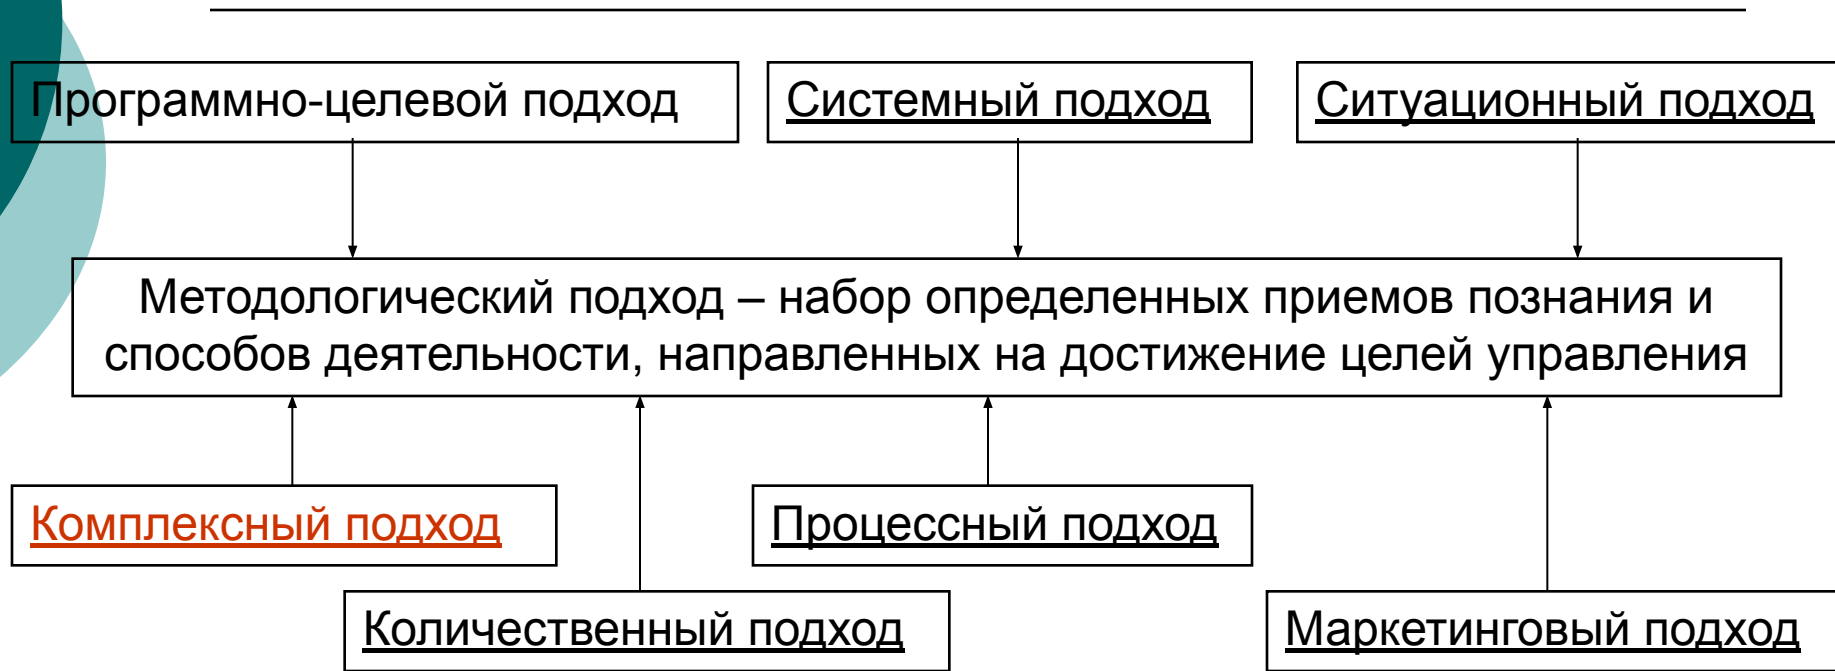 Программно-целевой подход
Системный подход
Ситуационный подход
Методологический подход – набор определенных приемов познания и
способов деятельности, направленных на достижение целей управления
Комплексный подход
Процессный подход
Количественный подход
Маркетинговый подход